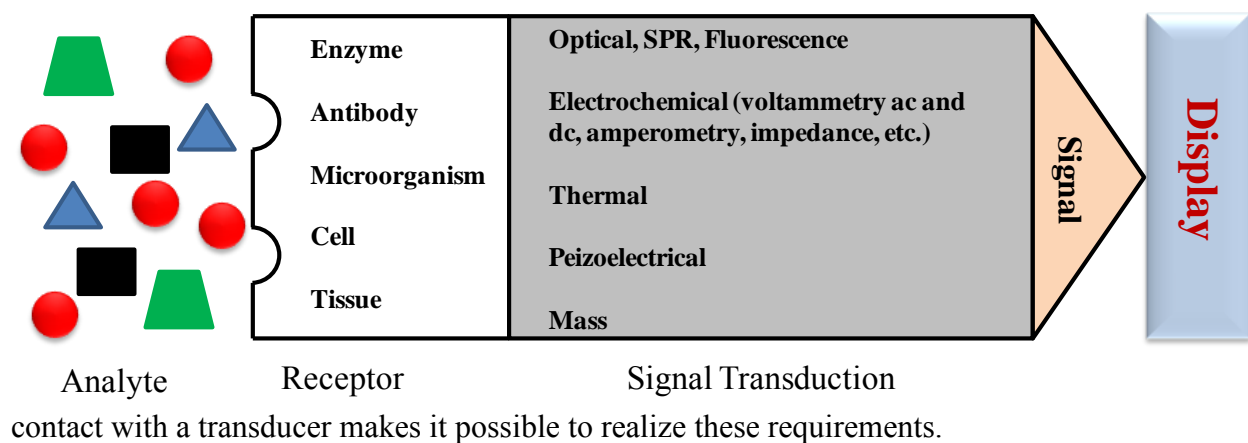 Enzyme
Antibody
Microorganism
Cell
Tissue
Optical, SPR, Fluorescence
Electrochemical (voltammetry ac and
dc, amperometry, impedance, etc.)
Thermal
Peizoelectrical
Mass
Signal
Display
Analyte
Receptor
Signal Transduction
contact with a transducer makes it possible to realize these requirements.